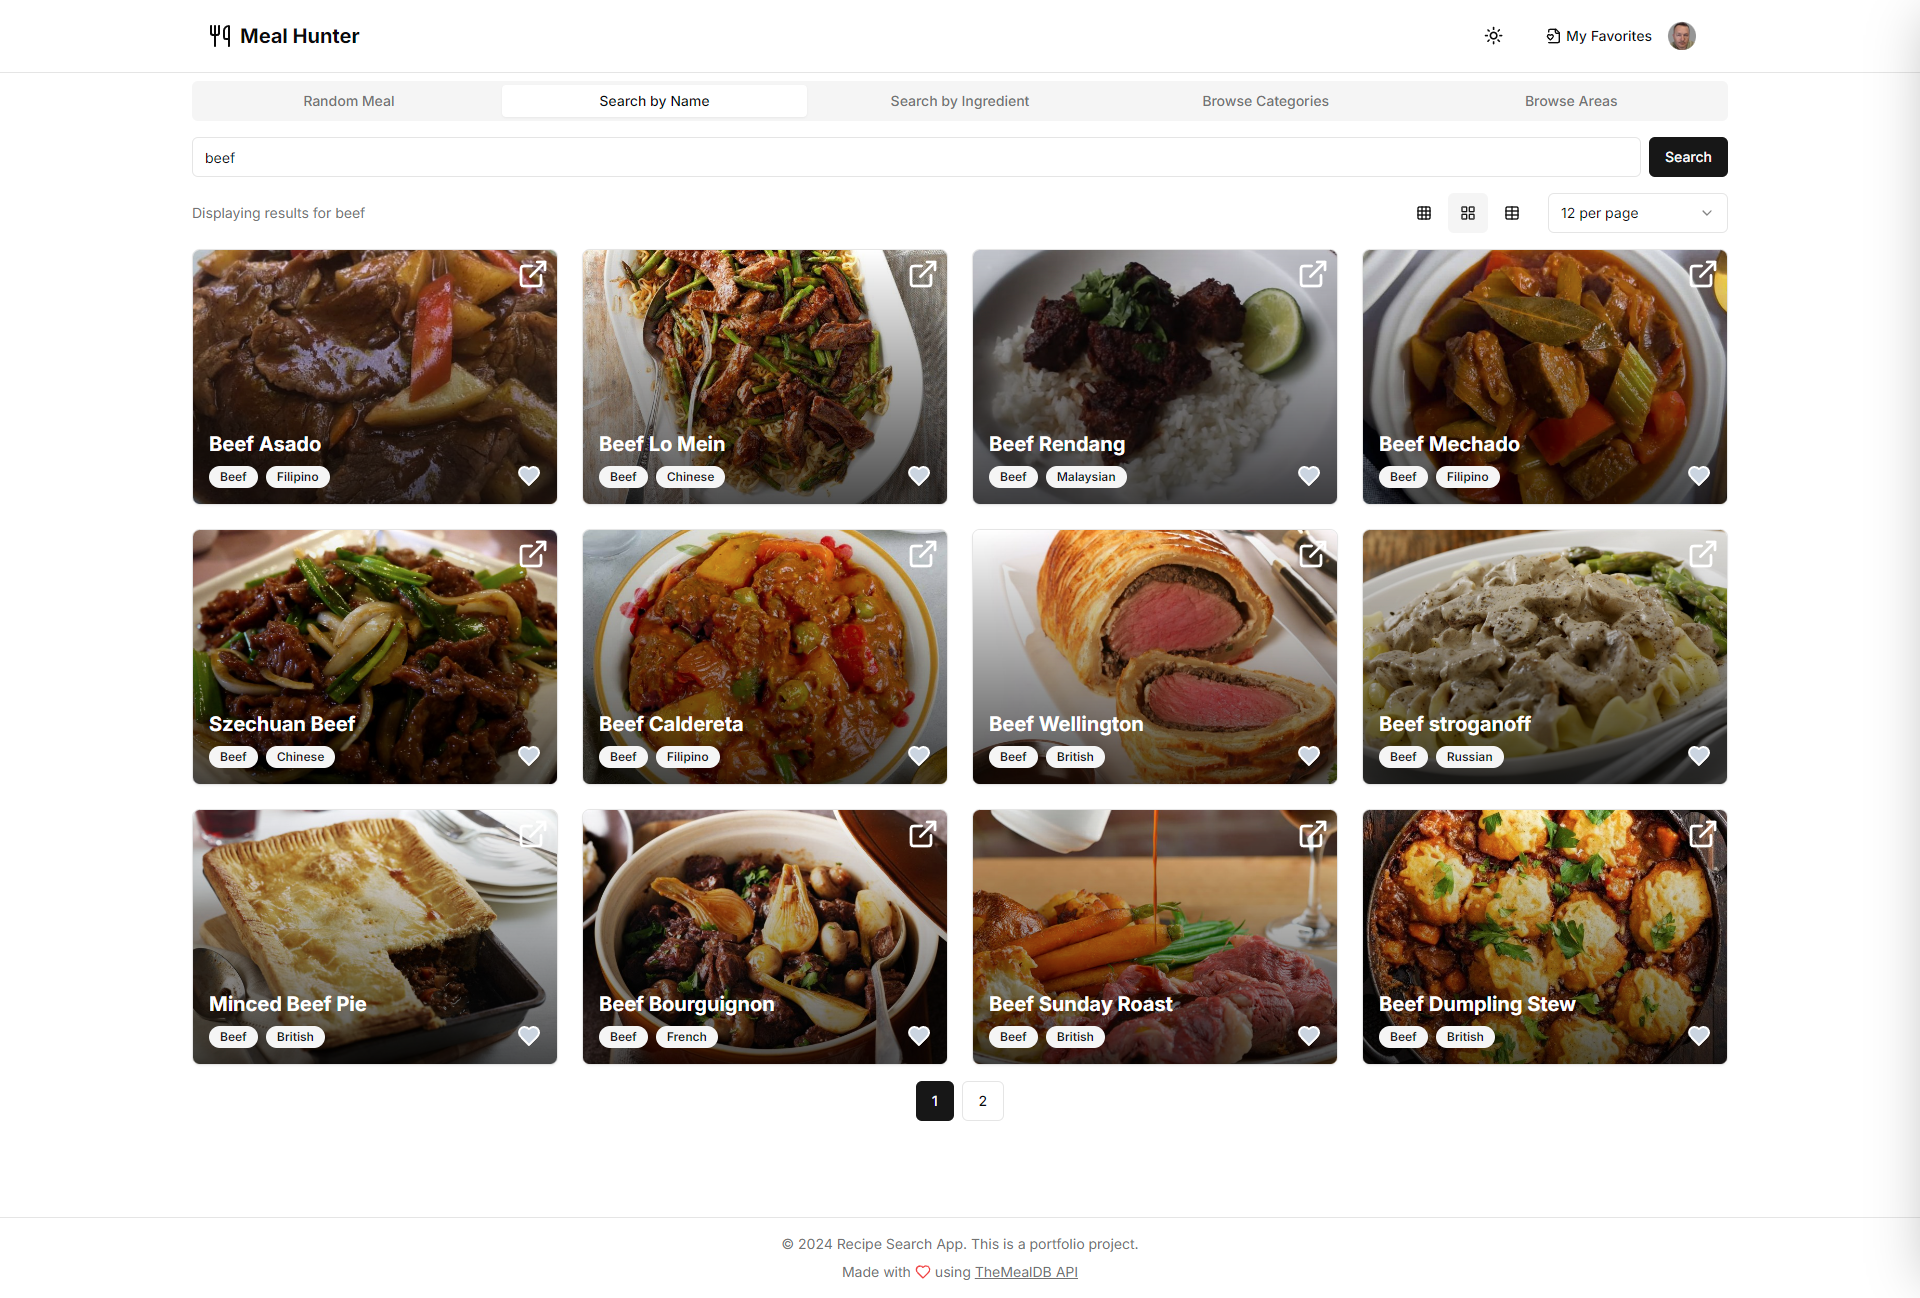 Meal Hunter
My Favorites
Random Meal
Search by Name
Search by Ingredient
Browse Categories
Browse Areas
beef
Search
Displaying results for beef
12 per page
Beef Asado
Beef Filipino
Beef Lo Mein
Beef Chinese
Beef Rendang
Beef Malaysian
Beef Mechado
Beef Filipino
Szechuan Beef
Beef Chinese
Beef Caldereta
Beef Filipino
Beef Wellington
Beef British
Beef stroganoff
Beef Russian
Minced Beef Pie
Beef British
Beef Bourguignon
Beef French
Beef Sunday Roast
Beef British
Beef Dumpling Stew
Beef British
1 2
© 2024 Recipe Search App. This is a portfolio project.
Made with using TheMealDB API